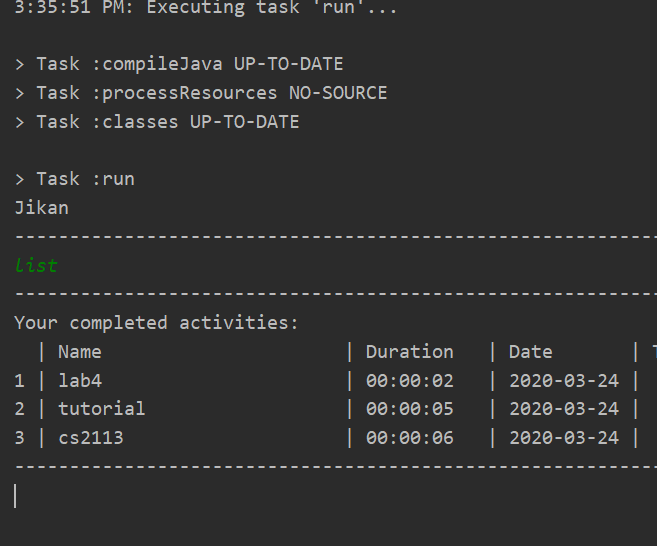 3:35:51 PM: Executing task 'run'...
> Task :compileJava UP-TO-DATE
> Task :processResources NO-SOURCE
> Task :classes UP-TO-DATE
> Task :run
Jikan
-----------------------------------------------------------
list
-----------------------------------------------------------
Your completed activities:
  | Name                      | Duration   | Date       |
1 | lab4                      | 00:00:02   | 2020-03-24 |
2 | tutorial                  | 00:00:05   | 2020-03-24 |
3 | cs2113                    | 00:00:06   | 2020-03-24 |
-----------------------------------------------------------